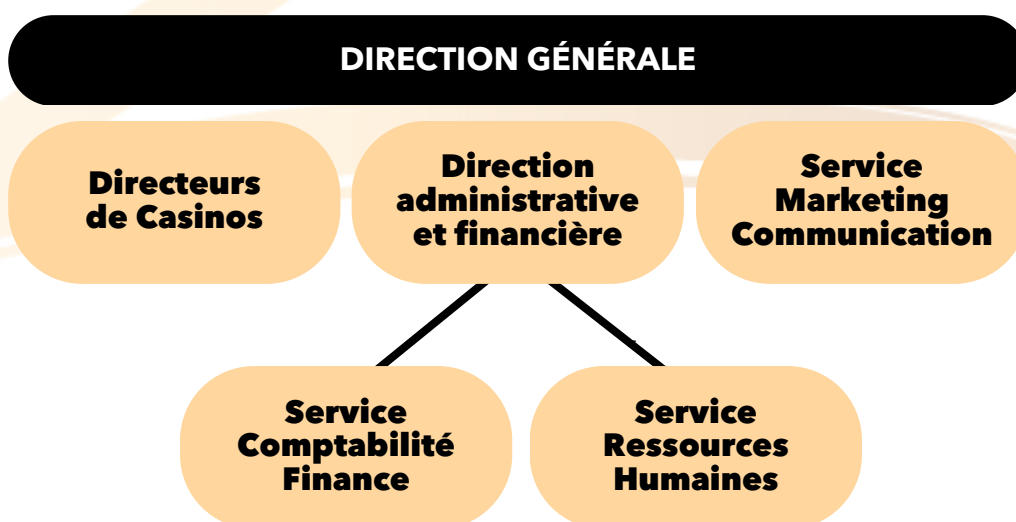 DIRECTION GÉNÉRALE
Directeurs
de Casinos
Direction
administrative
et financière
Service
Marketing
Communication
Service
Comptabilité
Finance
Service
Ressources
Humaines